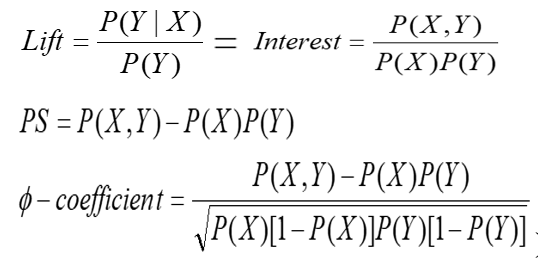 Lift = P(Y | X) / P(Y) = Interest = P(X,Y) / P(X)P(Y)
PS = P(X,Y) – P(X)P(Y)
ϕ – coefficient = P(X,Y) – P(X)P(Y) / √P(X)[1 – P(X)]P(Y)[1 – P(Y)]